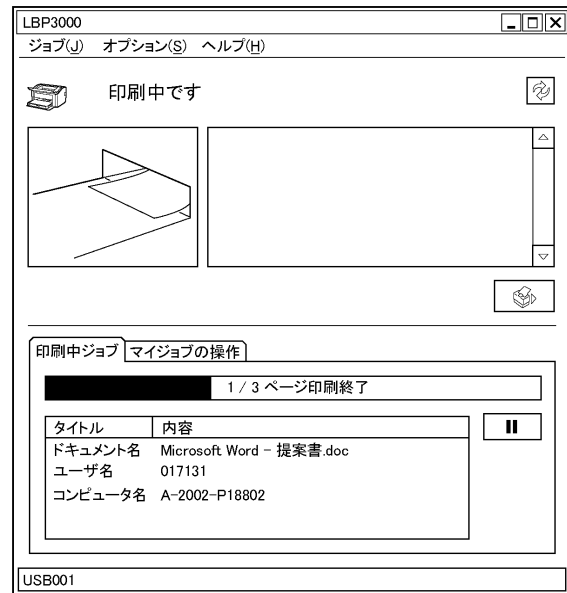 LBP3000
ジョブ(J) オプション(S) ヘルプ(H)
印刷中です
印刷中ジョブ マイジョブの操作
1 / 3 ページ印刷終了
タイトル 内容
ドキュメント名 Microsoft Word - 提案書.doc
ユーザ名 017131
コンピュータ名 A-2002-P18802
USB001